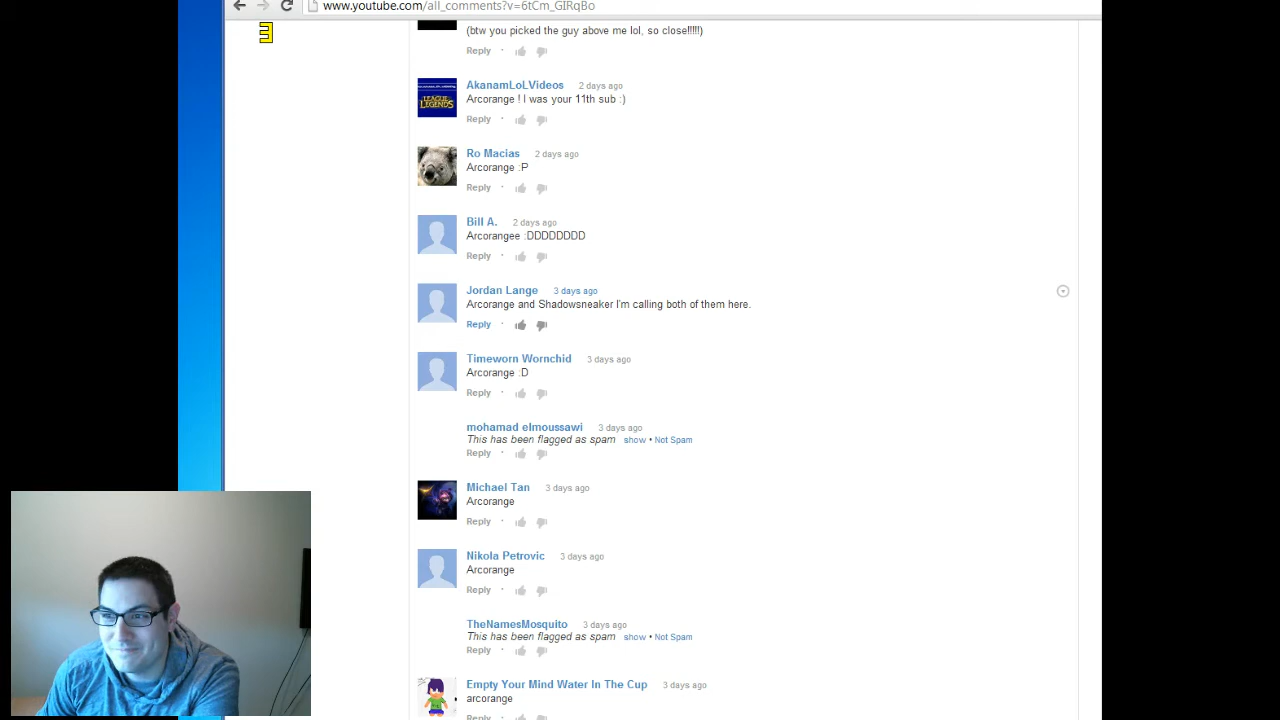 www.youtube.com/all_comments?v=6tCm_GIRqBo
3
(btw you picked the guy above me lol, so close!!!!!)
Reply ·
AkanamLoLVideos 2 days ago
LEAGUE LEGENDS
Arcorange ! I was your 11th sub :)
Reply ·
Ro Macias 2 days ago
Arcorange :P
Reply ·
Bill A. 2 days ago
Arcorangee :DDDDDDDD
Reply ·
Jordan Lange 3 days ago
Arcorange and Shadowsneaker I'm calling both of them here.
Reply ·
Timeworn Wornchid 3 days ago
Arcorange :D
Reply ·
mohamad elmoussawi 3 days ago
This has been flagged as spam show • Not Spam
Reply ·
Michael Tan 3 days ago
Arcorange
Reply ·
Nikola Petrovic 3 days ago
Arcorange
Reply ·
TheNamesMosquito 3 days ago
This has been flagged as spam show • Not Spam
Reply ·
Empty Your Mind Water In The Cup 3 days ago
arcorange
Reply ·